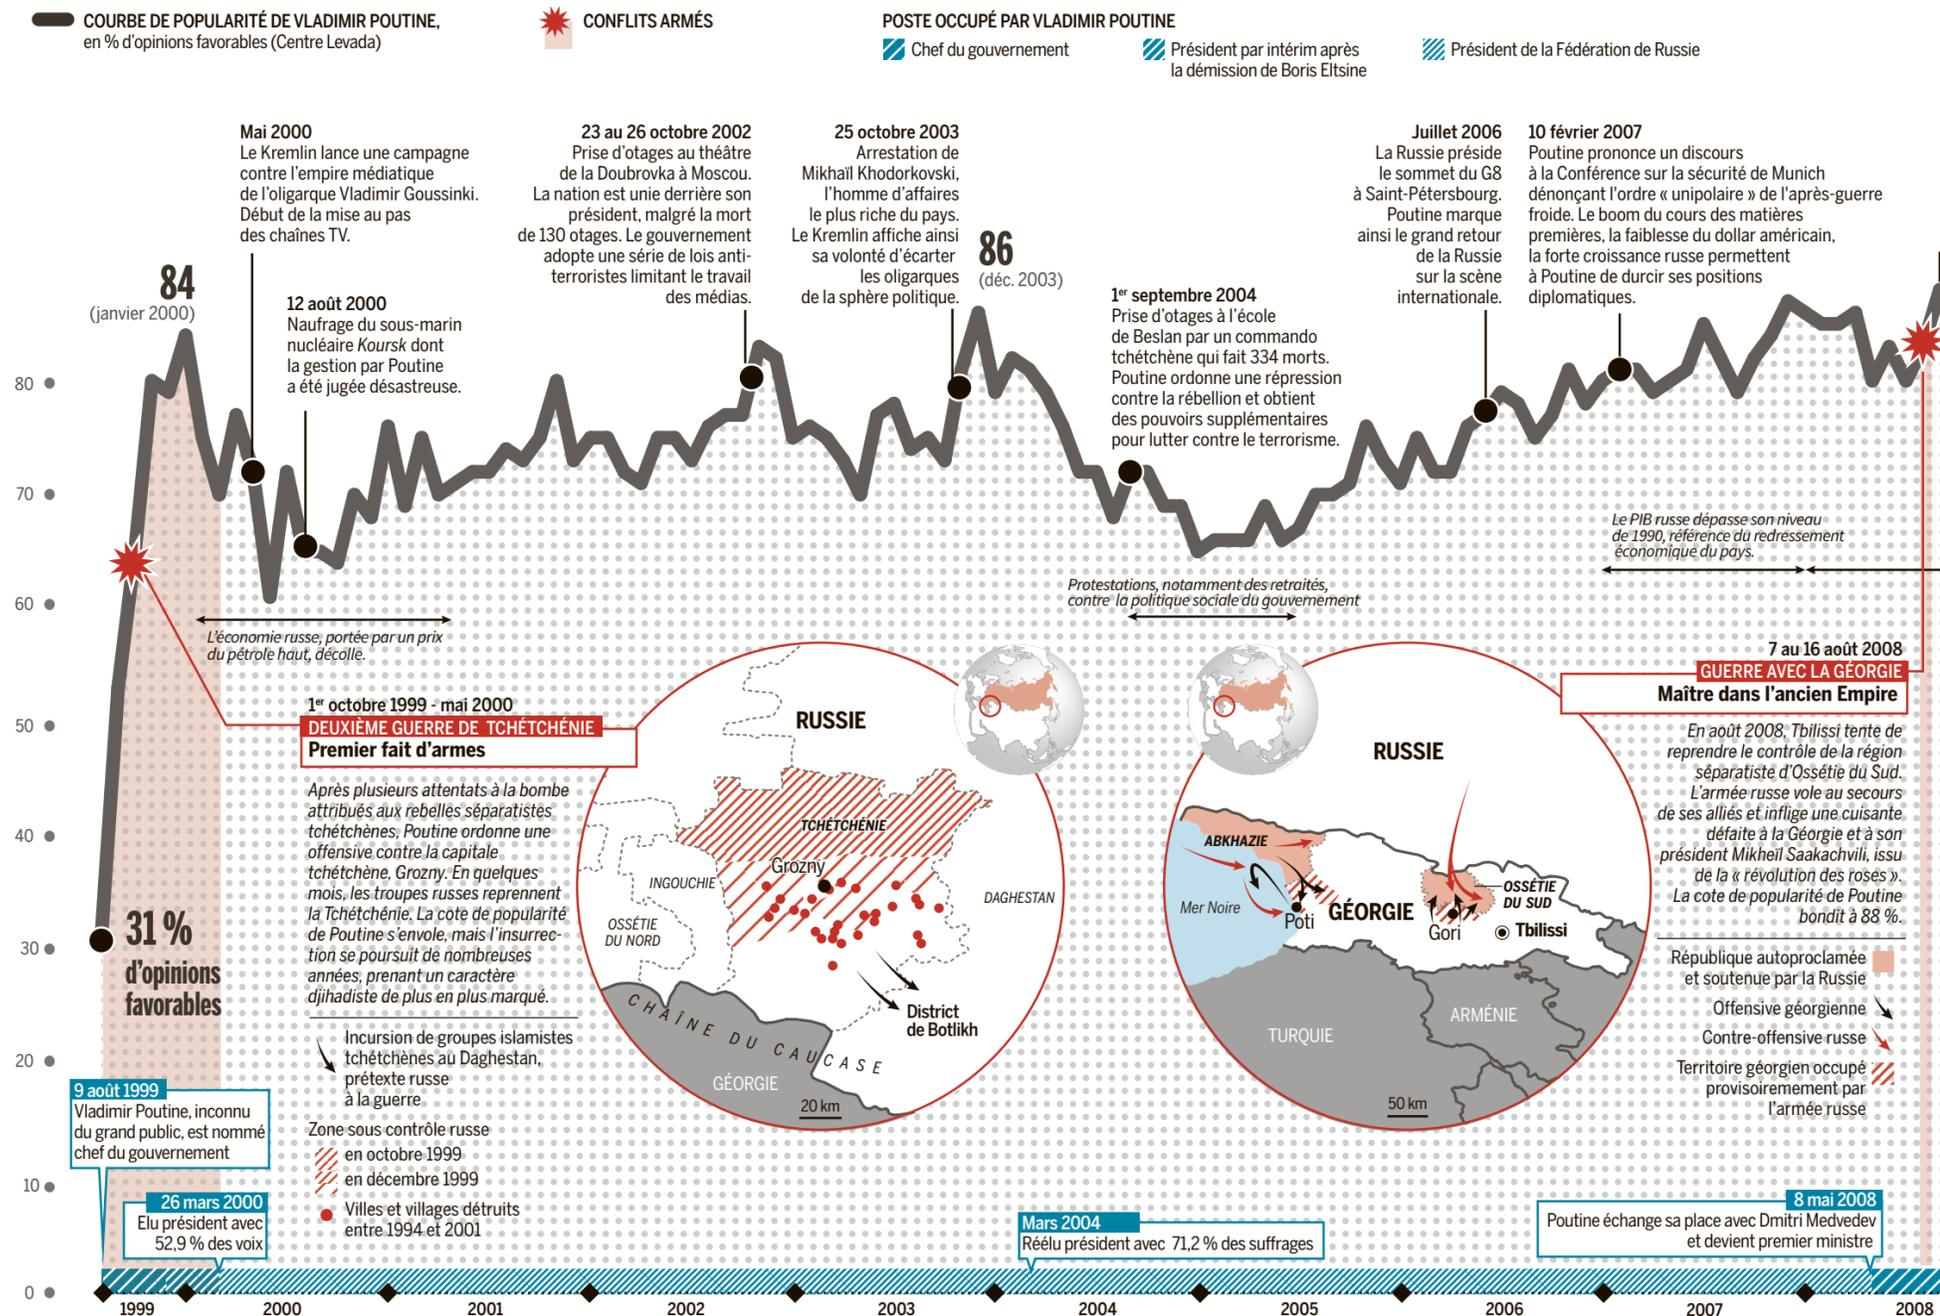 COURBE DE POPULARITÉ DE VLADIMIR POUTINE,
en % d'opinions favorables (Centre Levada)
CONFLITS ARMÉS
POSTE OCCUPÉ PAR VLADIMIR POUTINE
Chef du gouvernement
Président par intérim après
la démission de Boris Eltsine
Président de la Fédération de Russie
84
(janvier 2000)
Mai 2000
Le Kremlin lance une campagne
contre l'empire médiatique
de l'oligarque Vladimir Goussinki.
Début de la mise au pas
des chaînes TV.
12 août 2000
Naufrage du sous-marin
nucléaire Koursk dont
la gestion par Poutine
a été jugée désastreuse.
23 au 26 octobre 2002
Prise d'otages au théâtre
de la Doubrovka à Moscou.
La nation est unie derrière son
président, malgré la mort
de 130 otages. Le gouvernement
adopte une série de lois anti-
terroristes limitant le travail
des médias.
25 octobre 2003
Arrestation de
Mikhaïl Khodorkovski,
l'homme d'affaires
le plus riche du pays.
Le Kremlin affiche ainsi
sa volonté d'écarter
les oligarques
de la sphère politique.
86
(déc. 2003)
1er septembre 2004
Prise d'otages à l'école
de Beslan par un commando
tchétchène qui fait 334 morts.
Poutine ordonne une répression
contre la rébellion et obtient
des pouvoirs supplémentaires
pour lutter contre le terrorisme.
Juillet 2006
La Russie préside
le sommet du G8
à Saint-Pétersbourg.
Poutine marque
ainsi le grand retour
de la Russie
sur la scène
internationale.
10 février 2007
Poutine prononce un discours
à la Conférence sur la sécurité de Munich
dénonçant l'ordre « unipolaire » de l'après-guerre
froide. Le boom du cours des matières
premières, la faiblesse du dollar américain,
la forte croissance russe permettent
à Poutine de durcir ses positions
diplomatiques.
80
70
60
50
40
30
20
10
0
L'économie russe, portée par un prix
du pétrole haut, décolle.
Protestations, notamment des retraités,
contre la politique sociale du gouvernement
Le PIB russe dépasse son niveau
de 1990, référence du redressement
économique du pays.
31 %
d'opinions
favorables
1er octobre 1999 - mai 2000
DEUXIÈME GUERRE DE TCHÉTCHÉNIE
Premier fait d'armes
Après plusieurs attentats à la bombe
attribués aux rebelles séparatistes
tchétchènes, Poutine ordonne une
offensive contre la capitale
tchétchène, Grozny. En quelques
mois, les troupes russes reprennent
la Tchétchénie. La cote de popularité
de Poutine s'envole, mais l'insurrec-
tion se poursuit de nombreuses
années, prenant un caractère
djihadiste de plus en plus marqué.
Incursion de groupes islamistes
tchétchènes au Daghestan,
prétexte russe
à la guerre
Zone sous contrôle russe
en octobre 1999
en décembre 1999
Villes et villages détruits
entre 1994 et 2001
RUSSIE
TCHÉTCHÉNIE
Grozny
INGOUCHIE
DAGHESTAN
OSSÉTIE
DU NORD
District
de Botlikh
CHAÎNE DU CAUCASE
GÉORGIE
20 km
RUSSIE
ABKHAZIE
Mer Noire
Poti
GÉORGIE
OSSÉTIE
DU SUD
Gori
Tbilissi
ARMÉNIE
TURQUIE
50 km
7 au 16 août 2008
GUERRE AVEC LA GÉORGIE
Maître dans l'ancien Empire
En août 2008, Tbilissi tente de
reprendre le contrôle de la région
séparatiste d'Ossétie du Sud.
L'armée russe vole au secours
de ses alliés et inflige une cuisante
défaite à la Géorgie et à son
président Mikheïl Saakachvili, issu
de la « révolution des roses ».
La cote de popularité de Poutine
bondit à 88 %.
République autoproclamée
et soutenue par la Russie
Offensive géorgienne
Contre-offensive russe
Territoire géorgien occupé
provisoirement par
l'armée russe
9 août 1999
Vladimir Poutine, inconnu
du grand public, est nommé
chef du gouvernement
26 mars 2000
Elu président avec
52,9 % des voix
Mars 2004
Réélu président avec 71,2 % des suffrages
8 mai 2008
Poutine échange sa place avec Dmitri Medvedev
et devient premier ministre
1999
2000
2001
2002
2003
2004
2005
2006
2007
2008